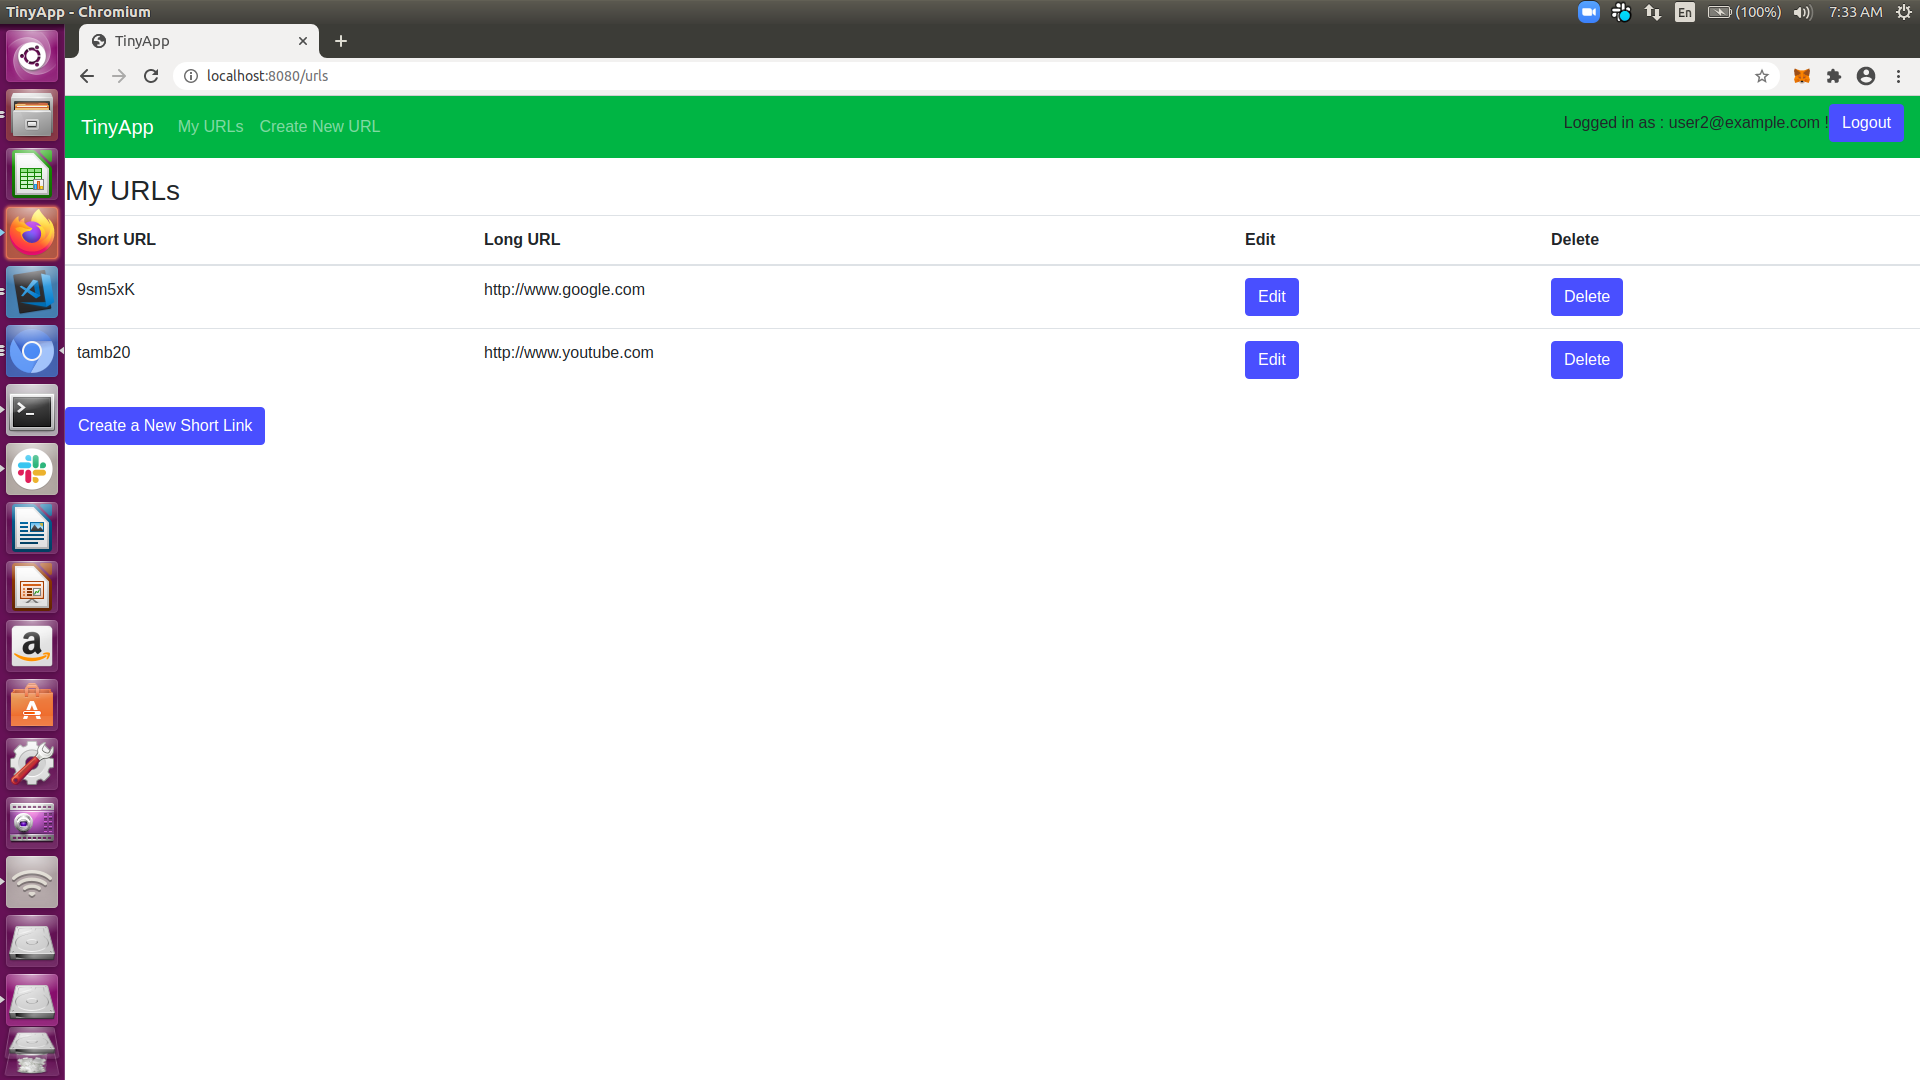 TinyApp - Chromium
En
(100%)
7:33 AM
TinyApp
localhost:8080/urls
TinyApp My URLs Create New URL
Logged in as : user2@example.com ! Logout
My URLs
Short URL Long URL Edit Delete
9sm5xK http://www.google.com Edit Delete
tamb20 http://www.youtube.com Edit Delete
Create a New Short Link